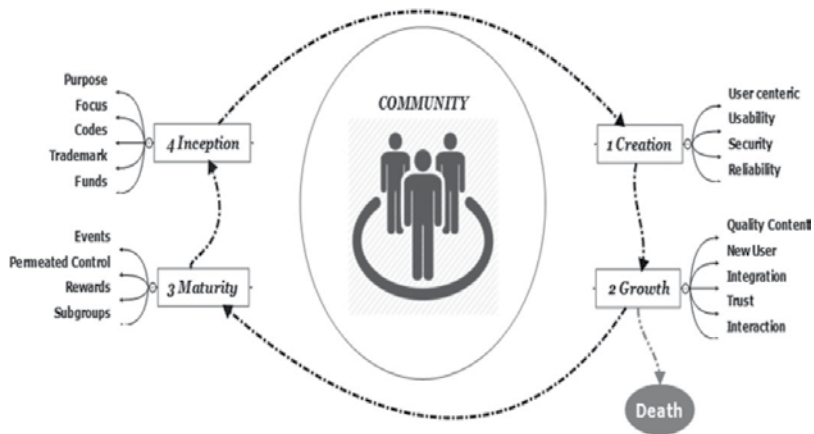 COMMUNITY
Purpose
Focus
Codes
Trademark
Funds
4 Inception
User centeric
Usability
Security
Reliability
1 Creation
Events
Permeated Control
Rewards
Subgroups
3 Maturity
Quality Content
New User
Integration
Trust
Interaction
2 Growth
Death